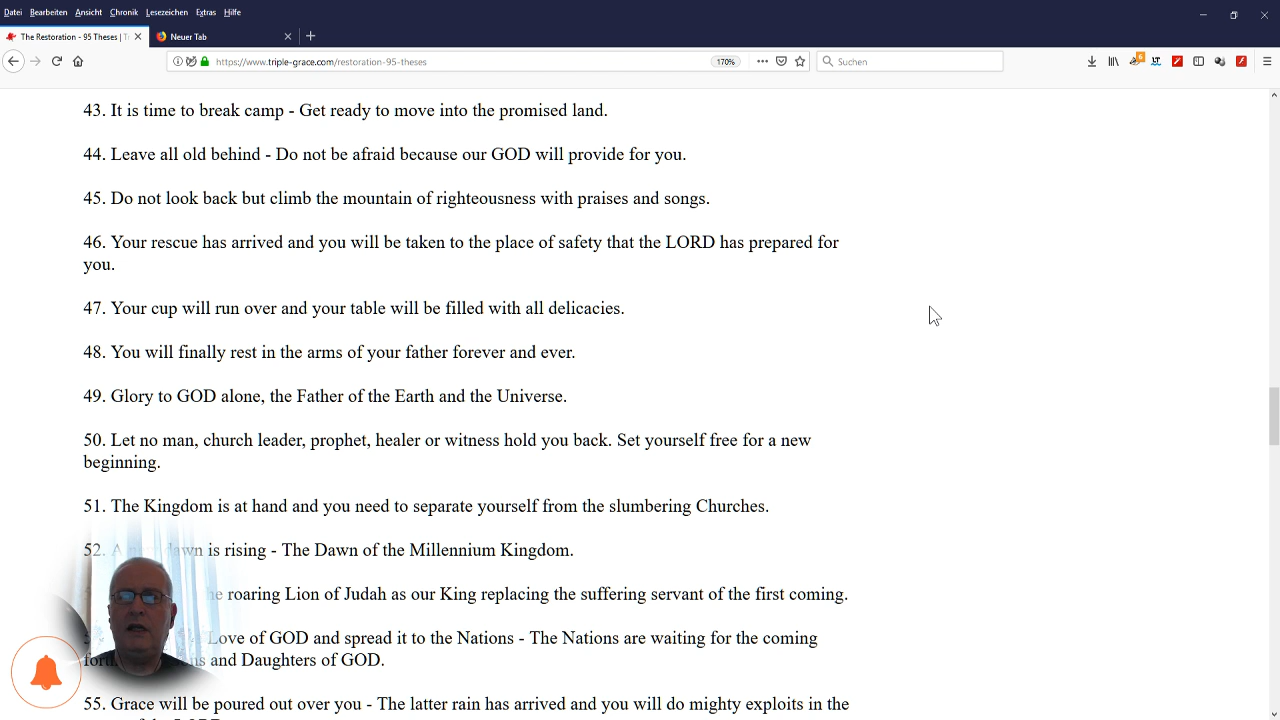 Datei Bearbeiten Ansicht Chronik Lesezeichen Extras Hilfe
The Restoration - 95 Theses | Tr
Neuer Tab
https://www.triple-grace.com/restoration-95-theses
170%
Suchen
43. It is time to break camp - Get ready to move into the promised land.
44. Leave all old behind - Do not be afraid because our GOD will provide for you.
45. Do not look back but climb the mountain of righteousness with praises and songs.
46. Your rescue has arrived and you will be taken to the place of safety that the LORD has prepared for
you.
47. Your cup will run over and your table will be filled with all delicacies.
48. You will finally rest in the arms of your father forever and ever.
49. Glory to GOD alone, the Father of the Earth and the Universe.
50. Let no man, church leader, prophet, healer or witness hold you back. Set yourself free for a new
beginning.
51. The Kingdom is at hand and you need to separate yourself from the slumbering Churches.
52. A dawn is rising - The Dawn of the Millennium Kingdom.
roaring Lion of Judah as our King replacing the suffering servant of the first coming.
Love of GOD and spread it to the Nations - The Nations are waiting for the coming
and Daughters of GOD.
55. Grace will be poured out over you - The latter rain has arrived and you will do mighty exploits in the